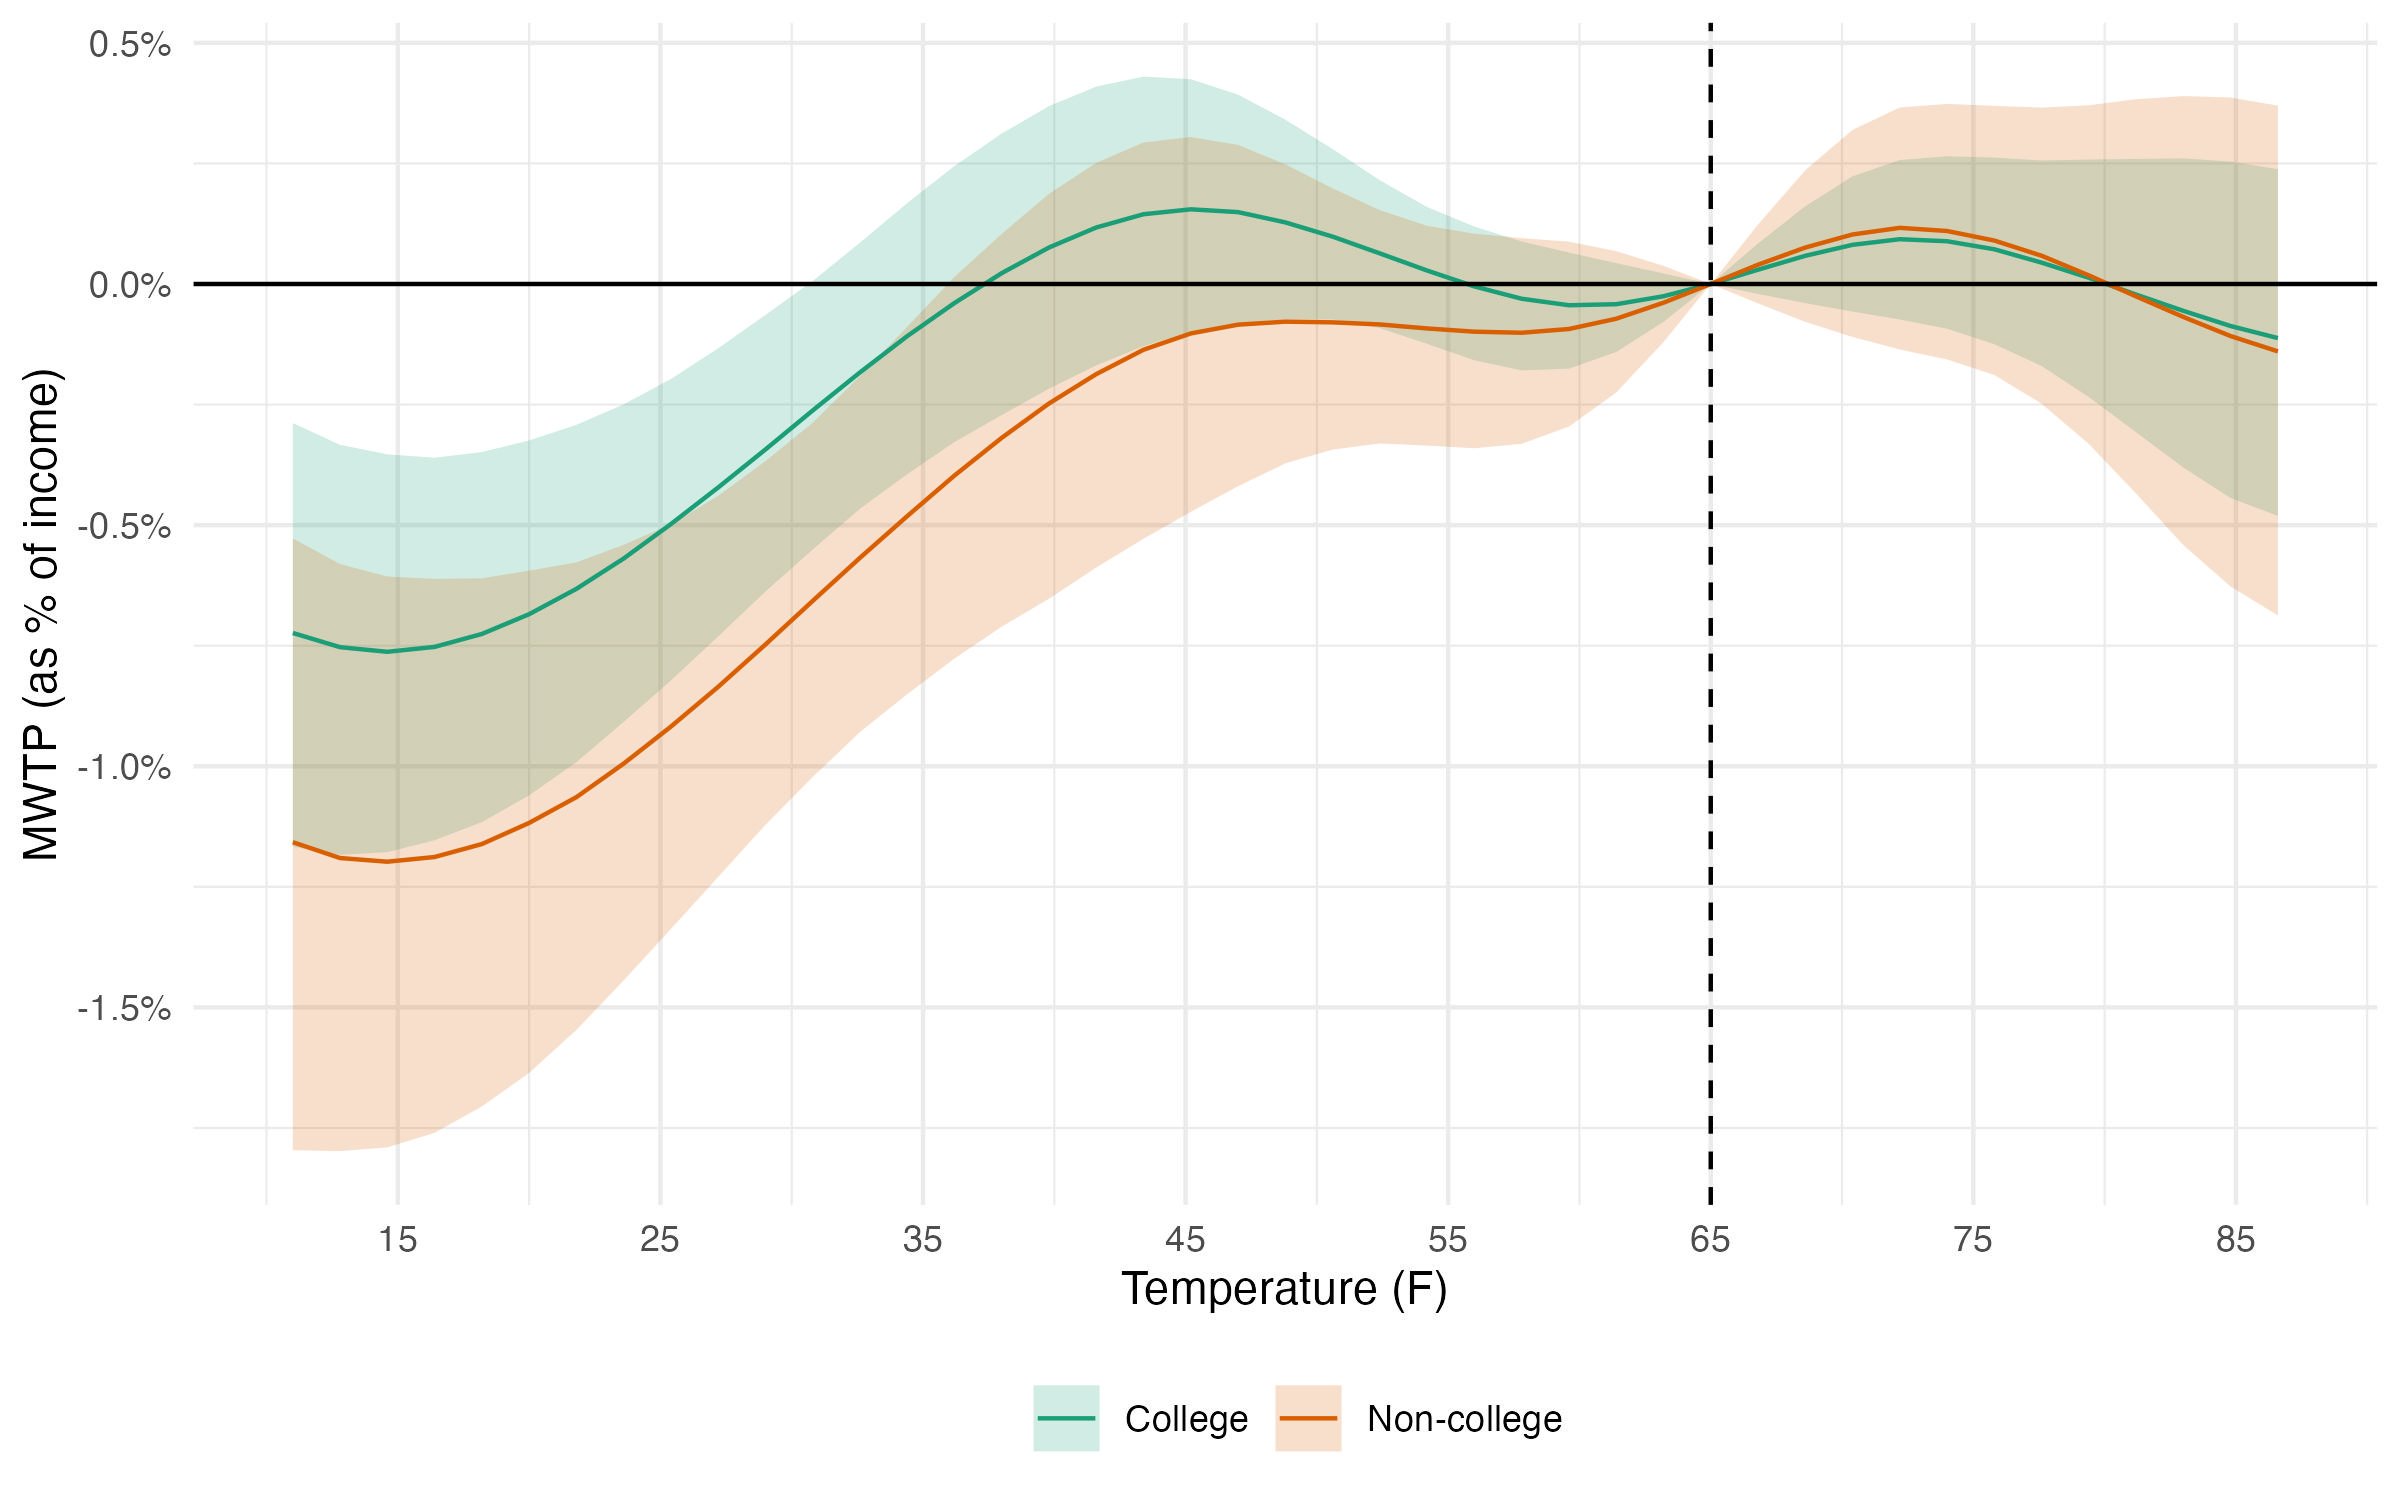 0.5%
0.0%
-0.5%
-1.0%
-1.5%
MWTP (as % of income)
15 25 35 45 55 65 75 85
Temperature (F)
College Non-college